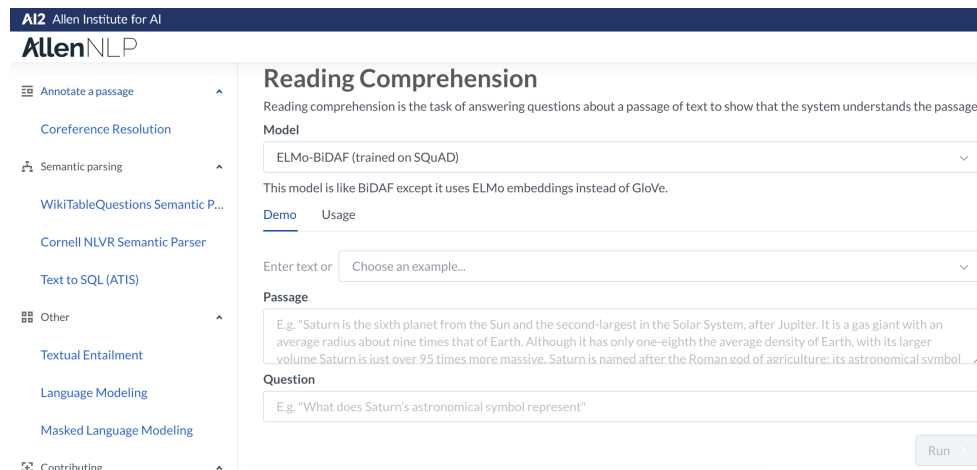 AI2 Allen Institute for AI
AllenNLP
Annotate a passage
Coreference Resolution
Semantic parsing
WikiTableQuestions Semantic P...
Cornell NLVR Semantic Parser
Text to SQL (ATIS)
Other
Textual Entailment
Language Modeling
Masked Language Modeling
Contributing
Reading Comprehension
Reading comprehension is the task of answering questions about a passage of text to show that the system understands the passage
Model
ELMo-BiDAF (trained on SQuAD)
This model is like BiDAF except it uses ELMo embeddings instead of GloVe.
Demo Usage
Enter text or Choose an example...
Passage
E.g. "Saturn is the sixth planet from the Sun and the second-largest in the Solar System, after Jupiter. It is a gas giant with an
average radius about nine times that of Earth. Although it has only one-eighth the average density of Earth, with its larger
volume Saturn is just over 95 times more massive. Saturn is named after the Roman god of agriculture; its astronomical symbol
Question
E.g. "What does Saturn's astronomical symbol represent"
Run